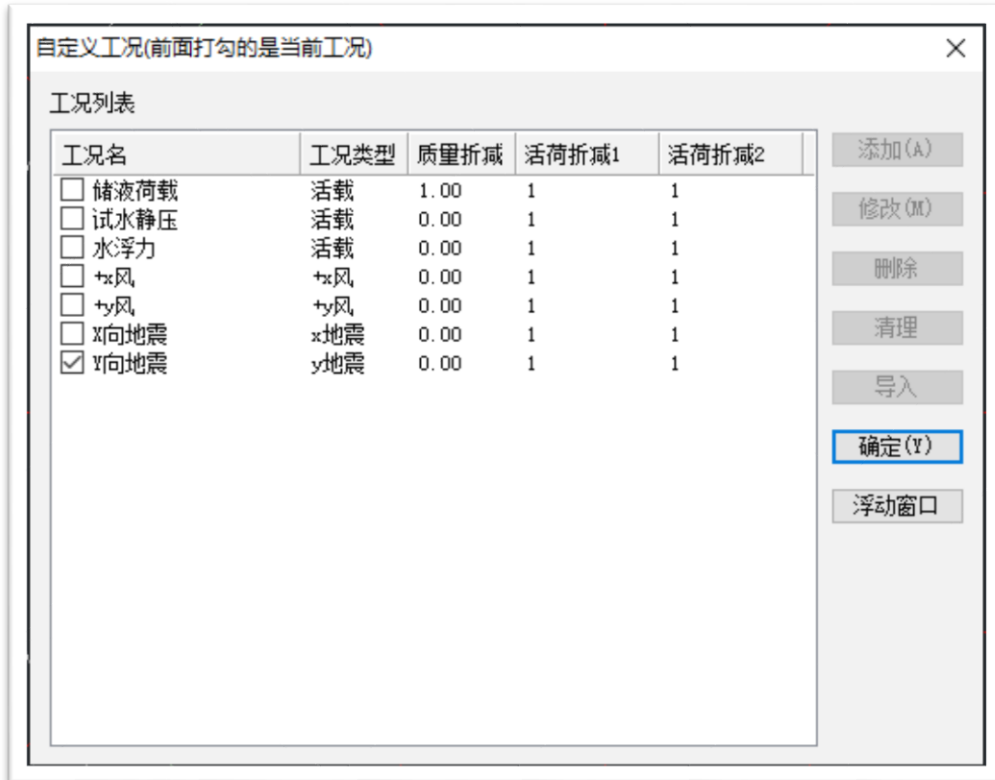 自定义工况(前面打勾的是当前工况)
工况列表
工况名 工况类型 质量折减 活荷折减1 活荷折减2
储液荷载 活载 1.00 1 1
试水静压 活载 0.00 1 1
水浮力 活载 0.00 1 1
+x风 +x风 0.00 1 1
+y风 +y风 0.00 1 1
X向地震 x地震 0.00 1 1
Y向地震 y地震 0.00 1 1
添加(A)
修改(M)
删除
清理
导入
确定(Y)
浮动窗口